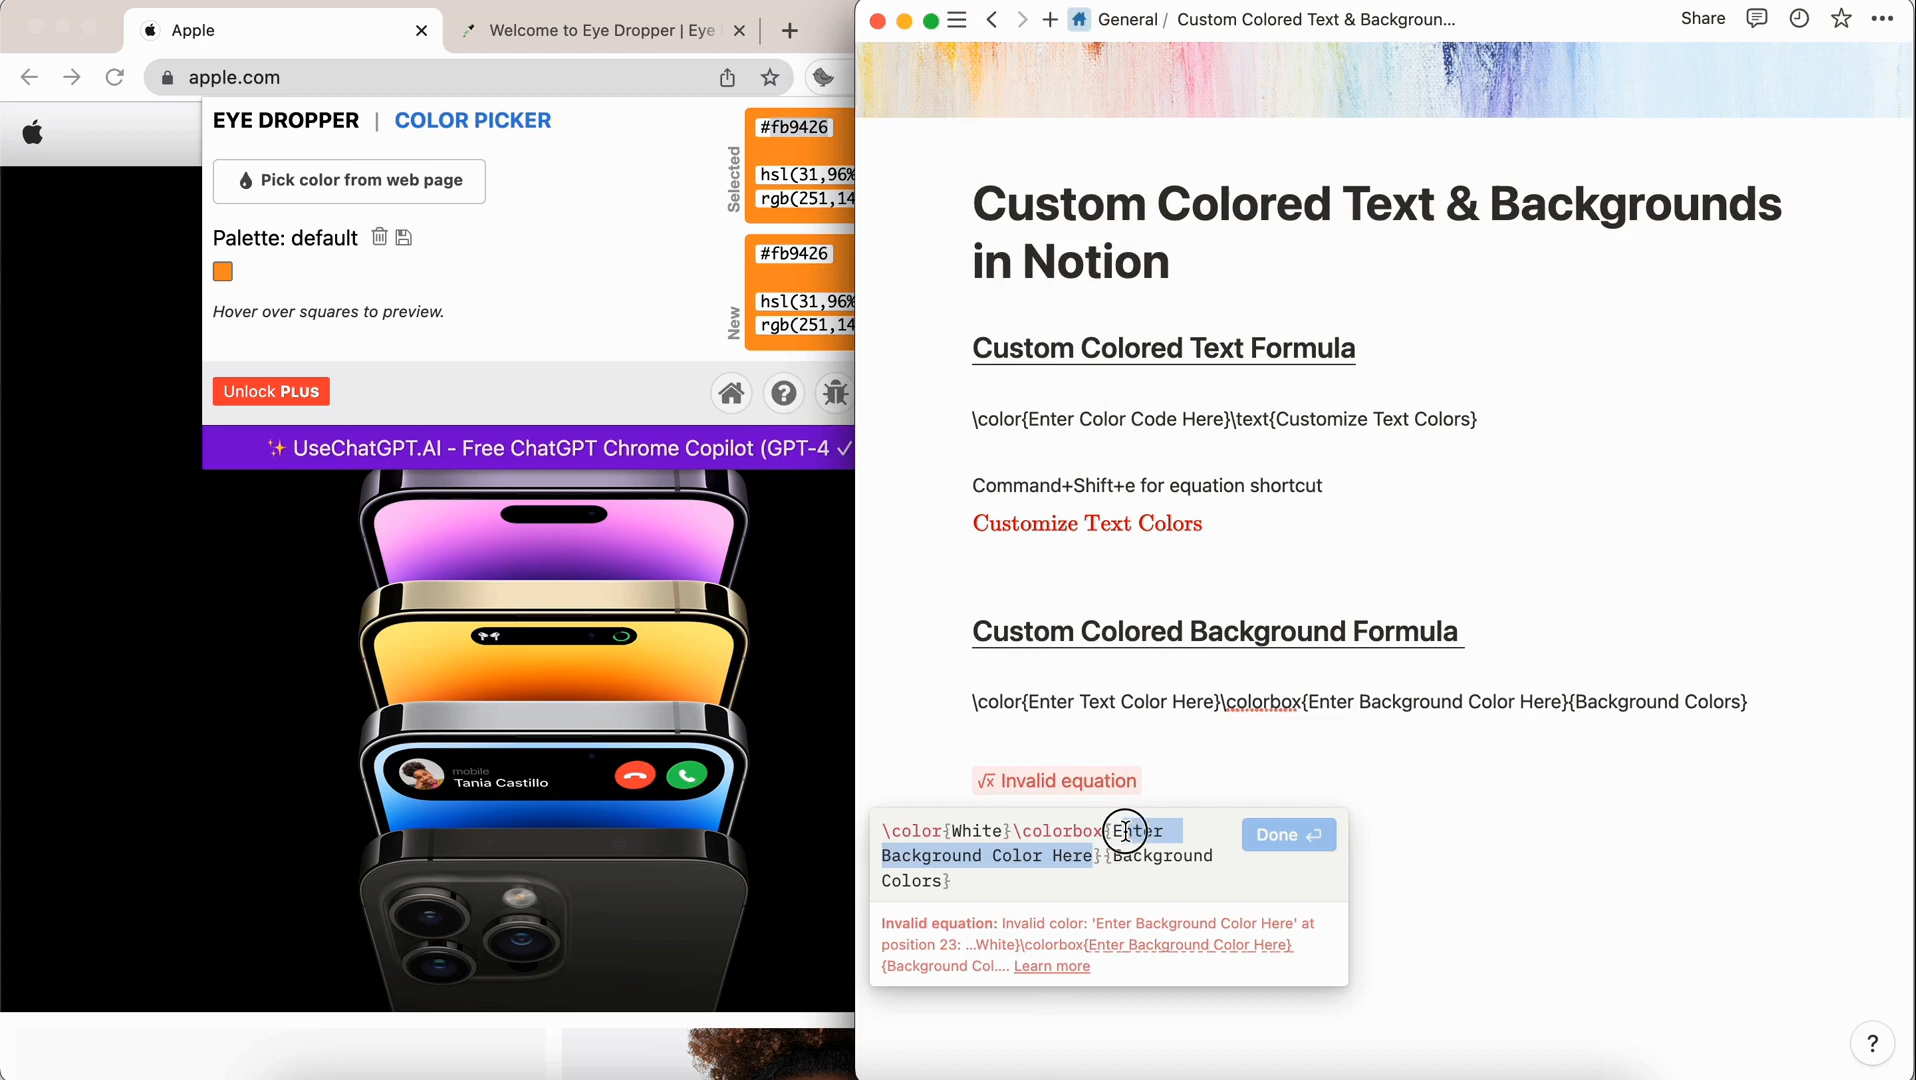 Apple
Welcome to Eye Dropper | Eye
apple.com
EYE DROPPER | COLOR PICKER
Pick color from web page
Palette: default
Hover over squares to preview.
Selected
#fb9426
hsl(31,96%
rgb(251,14
New
#fb9426
hsl(31,96%
rgb(251,14
Unlock PLUS
✨ UseChatGPT.AI - Free ChatGPT Chrome Copilot (GPT-4 ✓
mobile
Tania Castillo
General / Custom Colored Text & Backgroun...
Share
Custom Colored Text & Backgrounds
in Notion
Custom Colored Text Formula
\color{Enter Color Code Here}\text{Customize Text Colors}
Command+Shift+e for equation shortcut
Customize Text Colors
Custom Colored Background Formula
\color{Enter Text Color Here}\colorbox{Enter Background Color Here}{Background Colors}
√x Invalid equation
\color{White}\colorbox{Enter
Background Color Here}{Background
Colors}
Done
Invalid equation: Invalid color: 'Enter Background Color Here' at
position 23: …White}\colorbox{Enter Background Color Here}
{Background Col…. Learn more
?